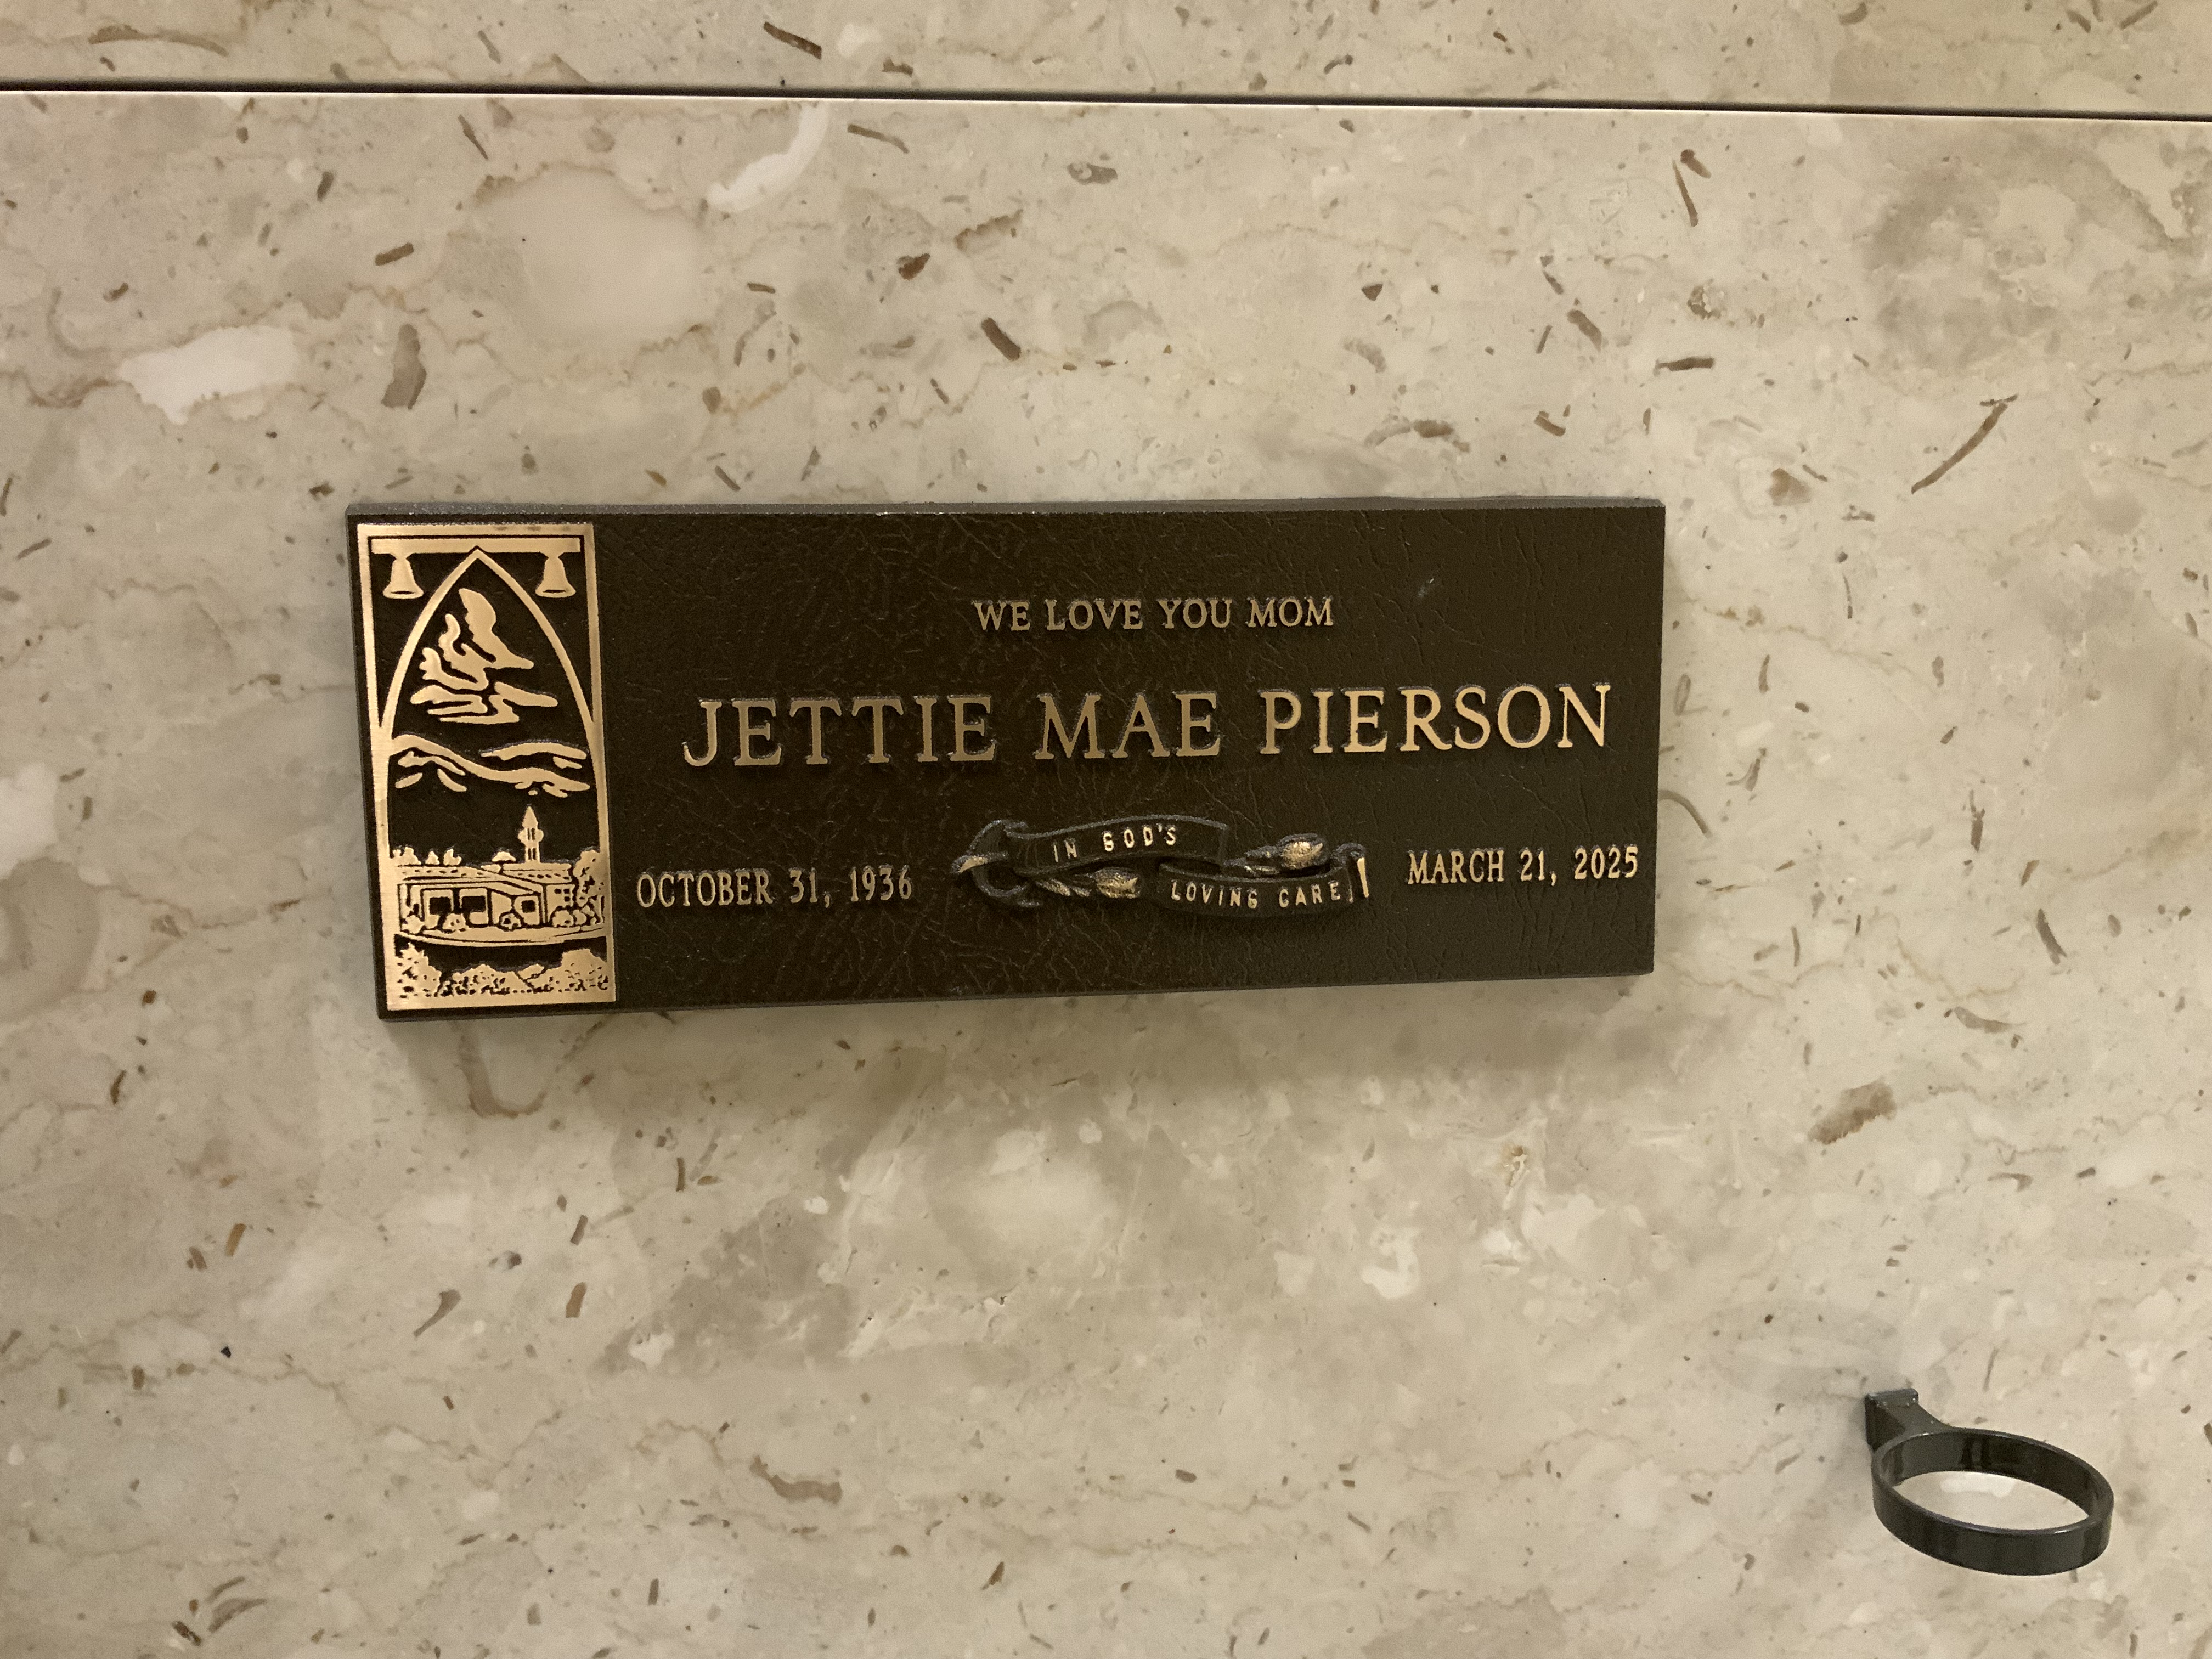 WE LOVE YOU MOM
JETTIE MAE PIERSON
OCTOBER 31, 1936
IN GOD'S
LOVING CARE
MARCH 21, 2025